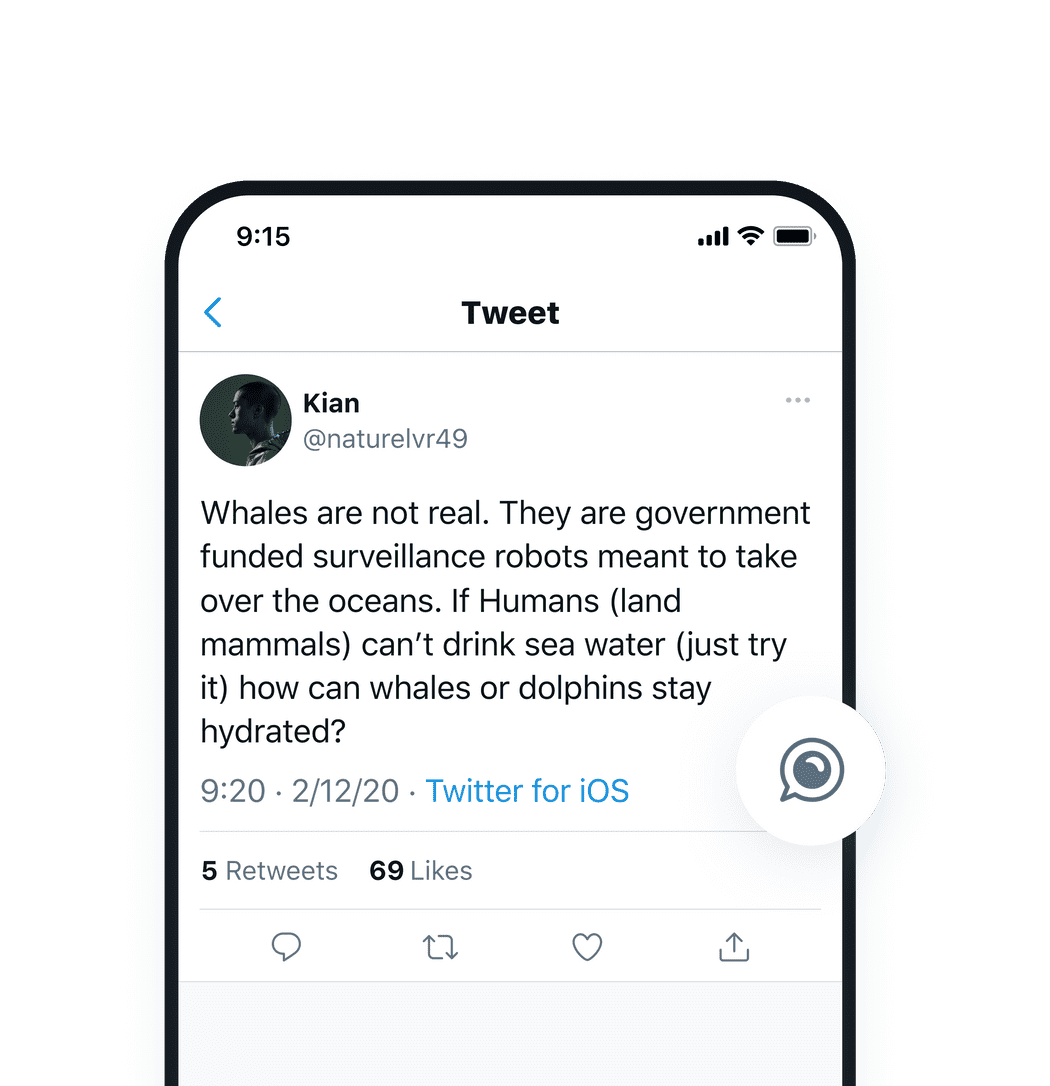 9:15
Tweet
Kian
@naturelvr49
Whales are not real. They are government
funded surveillance robots meant to take
over the oceans. If Humans (land
mammals) can’t drink sea water (just try
it) how can whales or dolphins stay
hydrated?
9:20 · 2/12/20 · Twitter for iOS
5 Retweets 69 Likes